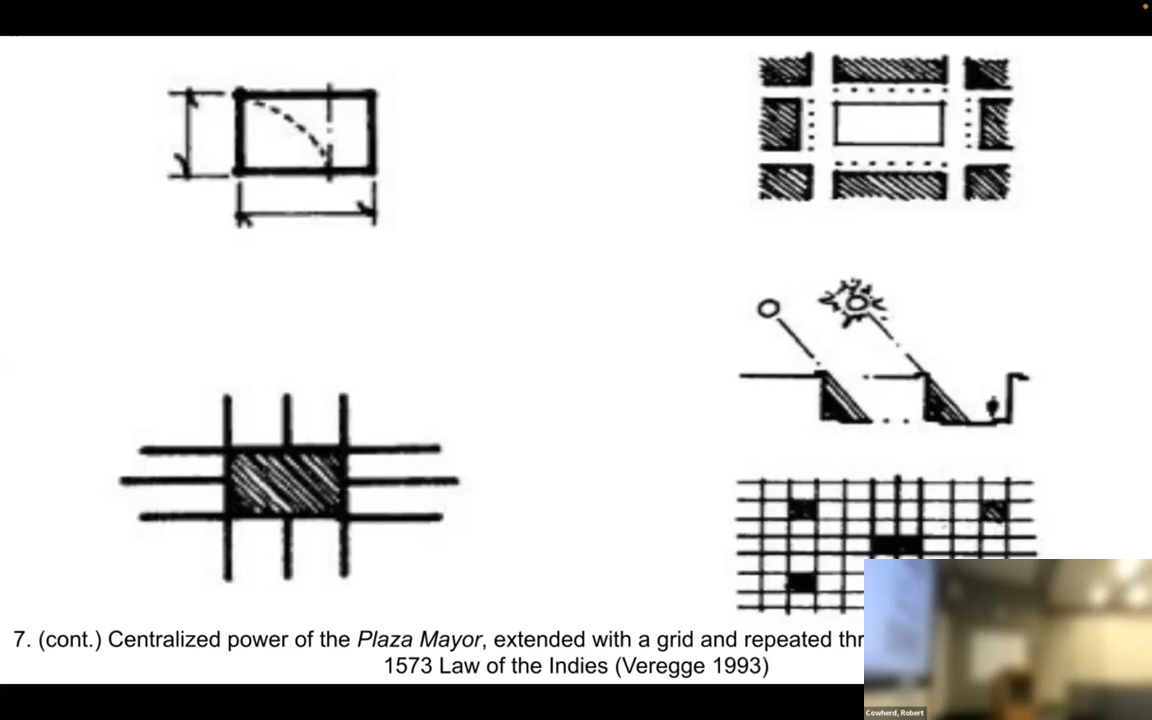 7. (cont.) Centralized power of the Plaza Mayor, extended with a grid and repeated
1573 Law of the Indies (Veregge 1993)
Cowherd, Robert